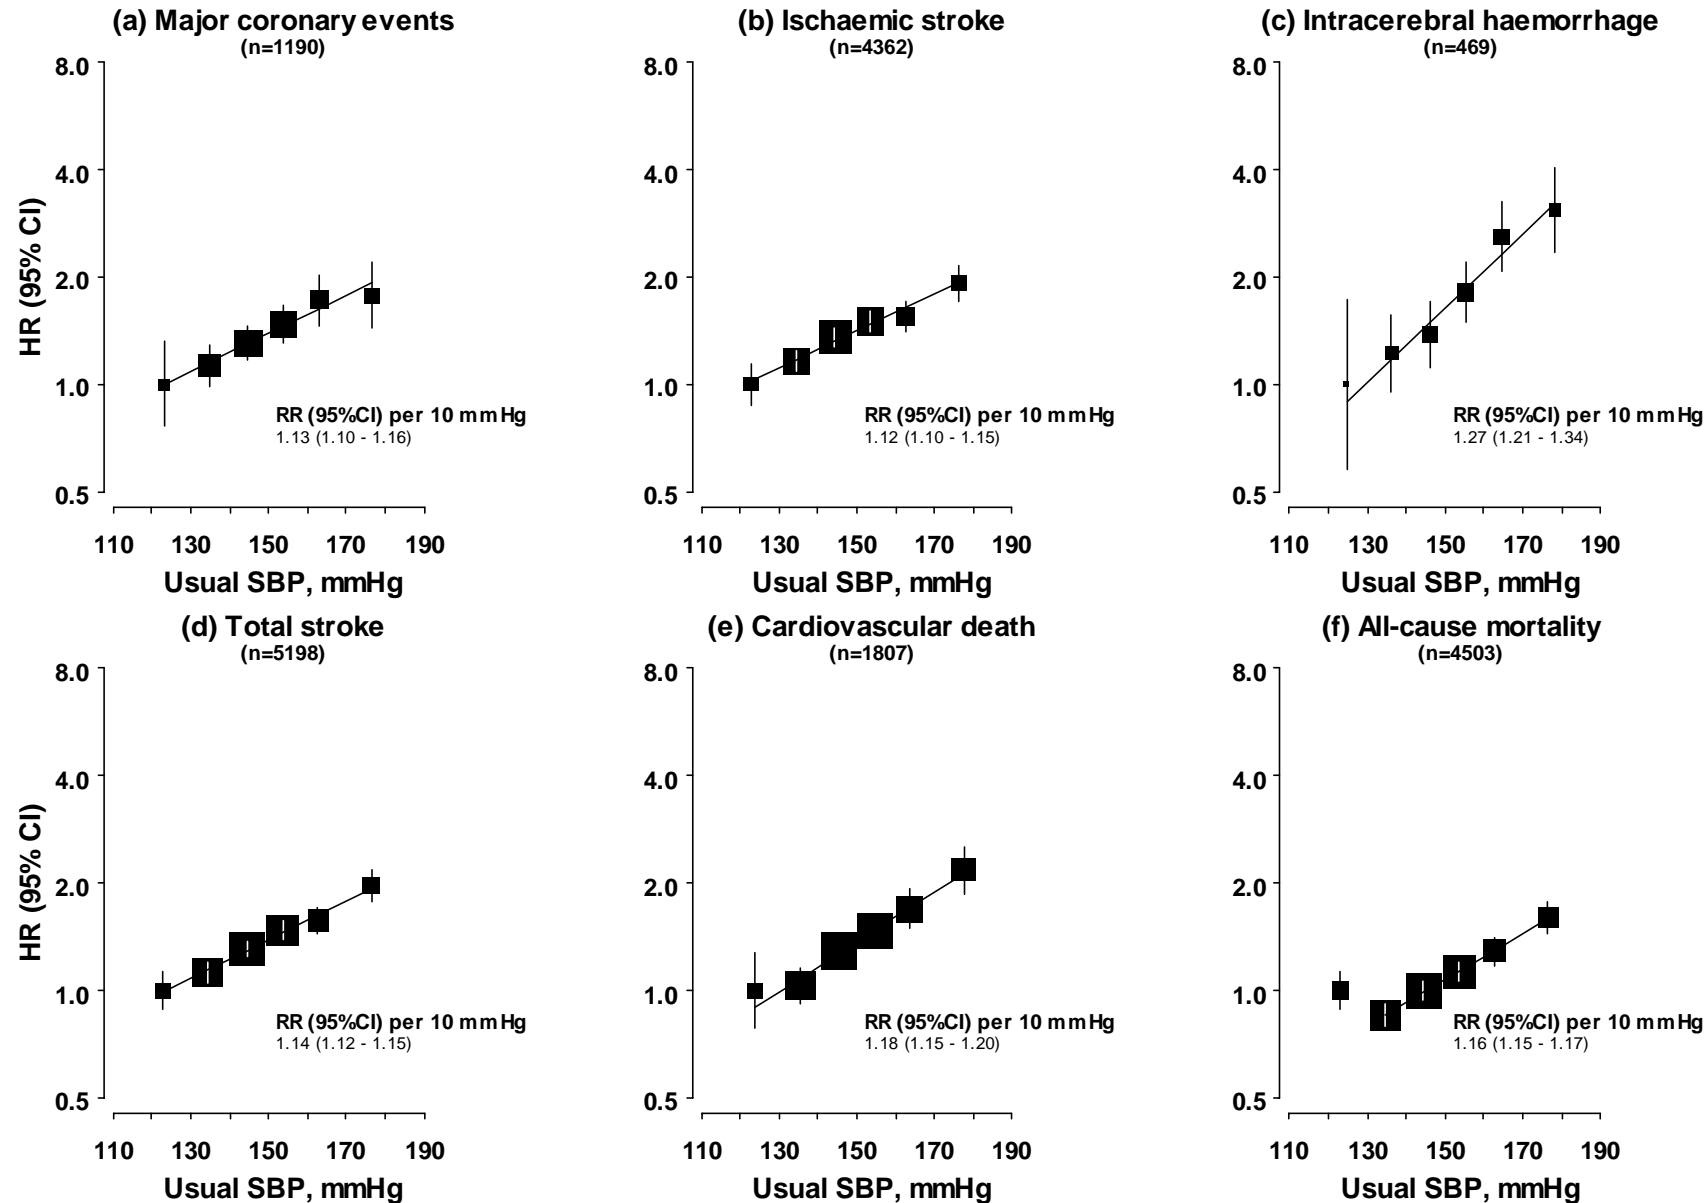 (a) Major coronary events
(n=1190)
8.0
4.0
2.0
1.0
0.5
HR (95% CI)
RR (95%CI) per 10 mmHg
1.13 (1.10 - 1.16)
110 130 150 170 190
Usual SBP, mmHg
(b) Ischaemic stroke
(n=4362)
8.0
4.0
2.0
1.0
0.5
RR (95%CI) per 10 mmHg
1.12 (1.10 - 1.15)
110 130 150 170 190
Usual SBP, mmHg
(c) Intracerebral haemorrhage
(n=469)
8.0
4.0
2.0
1.0
0.5
RR (95%CI) per 10 mmHg
1.27 (1.21 - 1.34)
110 130 150 170 190
Usual SBP, mmHg
(d) Total stroke
(n=5198)
8.0
4.0
2.0
1.0
0.5
HR (95% CI)
RR (95%CI) per 10 mmHg
1.14 (1.12 - 1.15)
110 130 150 170 190
Usual SBP, mmHg
(e) Cardiovascular death
(n=1807)
8.0
4.0
2.0
1.0
0.5
RR (95%CI) per 10 mmHg
1.18 (1.15 - 1.20)
110 130 150 170 190
Usual SBP, mmHg
(f) All-cause mortality
(n=4503)
8.0
4.0
2.0
1.0
0.5
RR (95%CI) per 10 mmHg
1.16 (1.15 - 1.17)
110 130 150 170 190
Usual SBP, mmHg